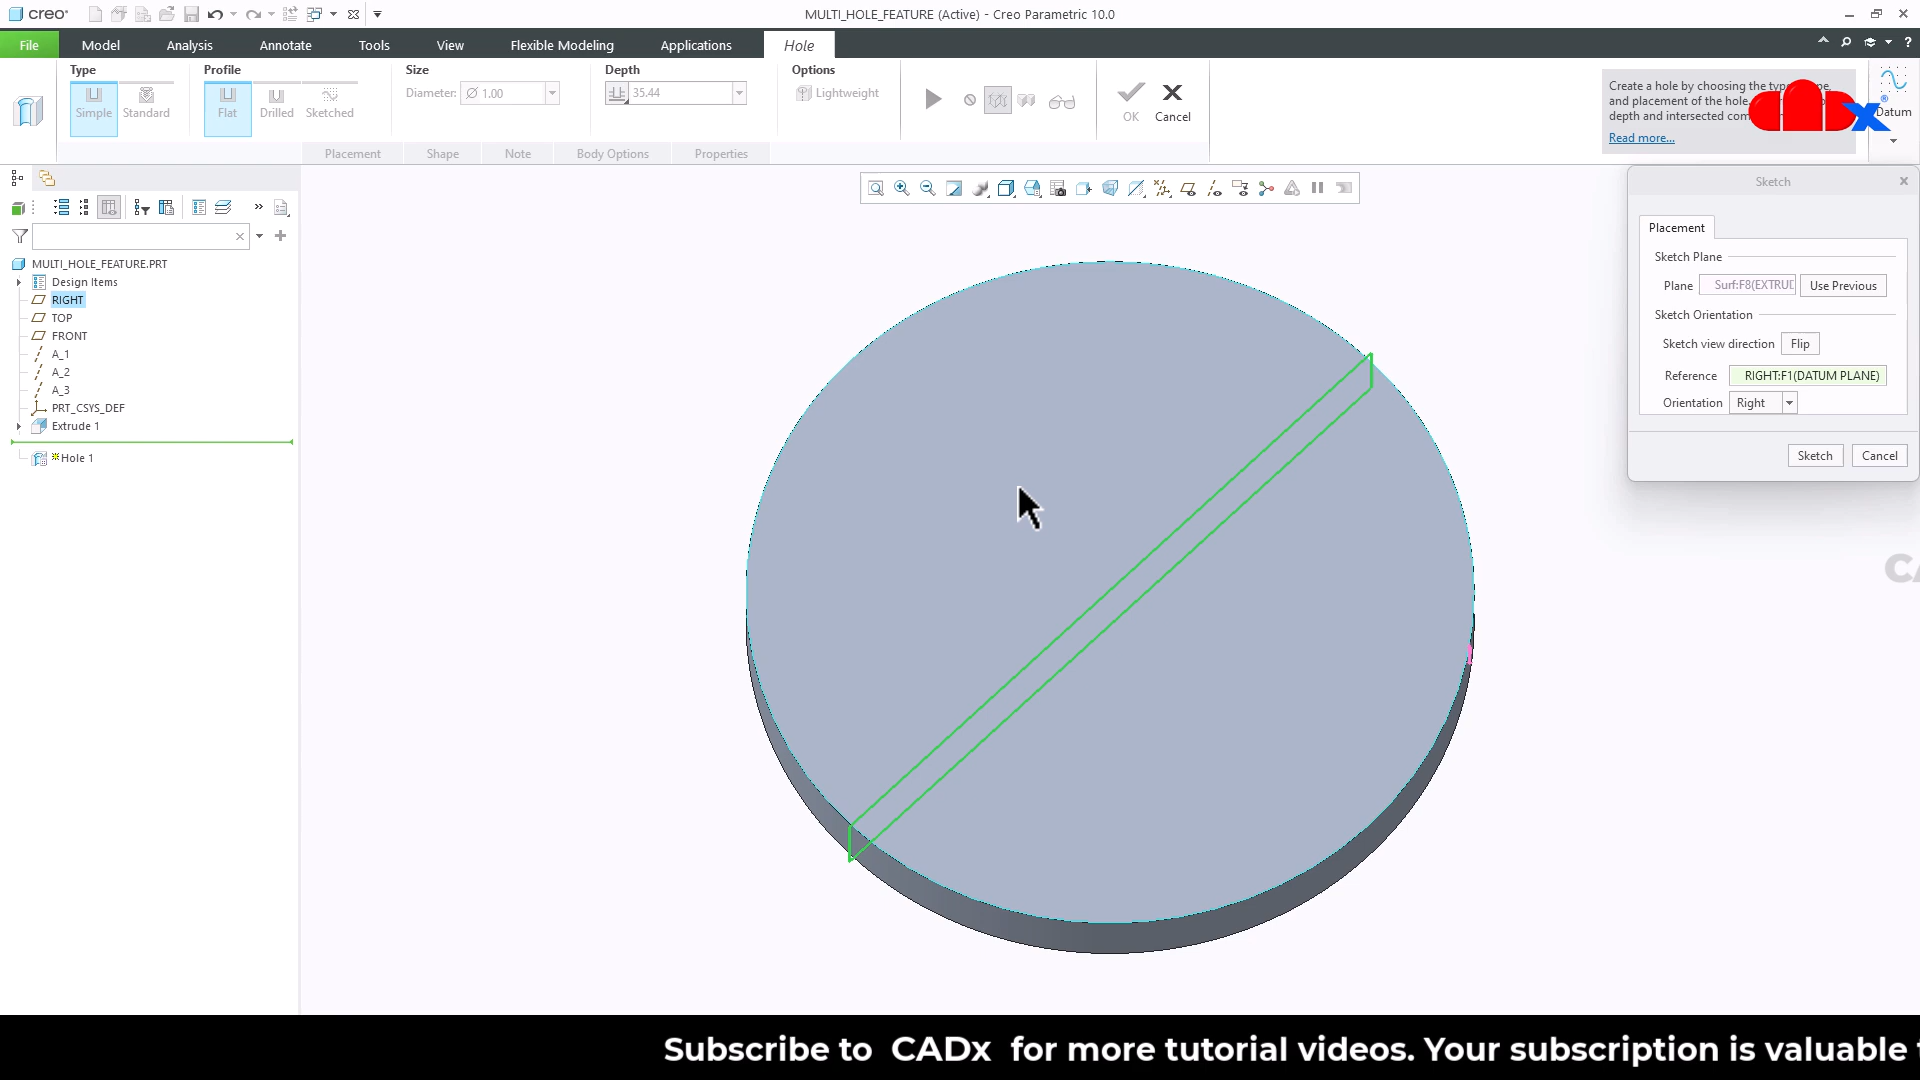 creo®
MULTI_HOLE_FEATURE (Active) - Creo Parametric 10.0
File
Model
Analysis
Annotate
Tools
View
Flexible Modeling
Applications
Hole
Type
Simple
Standard
Profile
Flat
Drilled
Sketched
Size
Diameter:
Ø 1.00
Depth
35.44
Options
Lightweight
OK
Cancel
Placement
Shape
Note
Body Options
Properties
Create a hole by choosing the
and placement of the hole.
depth and intersected
Read more...
CADX
Datum
MULTI_HOLE_FEATURE.PRT
Design Items
RIGHT
TOP
FRONT
A_1
A_2
A_3
PRT_CSYS_DEF
Extrude 1
Hole 1
Sketch
Placement
Sketch Plane
Plane
Surf:F8(EXTRUD
Use Previous
Sketch Orientation
Sketch view direction
Flip
Reference
RIGHT:F1(DATUM PLANE)
Orientation
Right
Sketch
Cancel
Subscribe to CADx for more tutorial videos. Your subscription is valuable